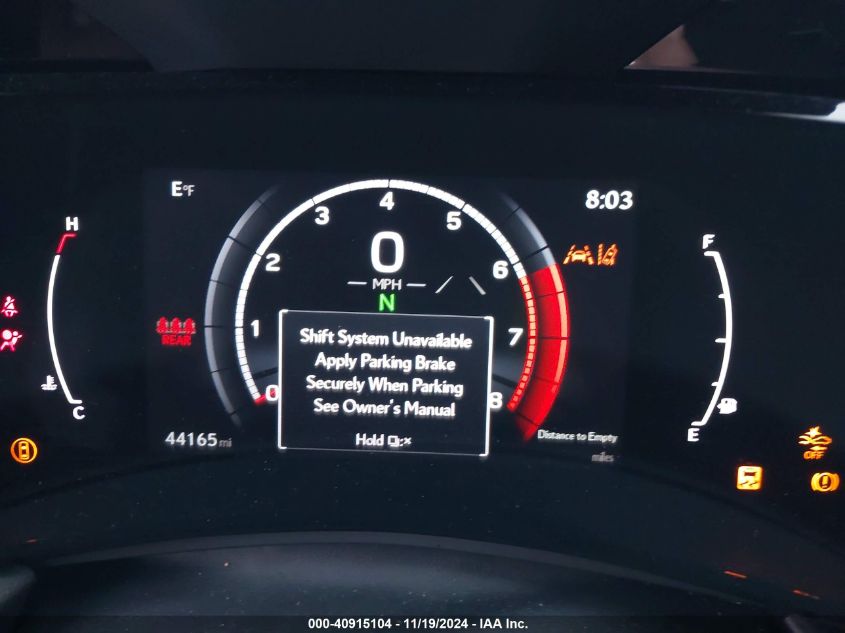 E°F
8:03
H
F
0 1 2 3 4 5 6 7 8
0
MPH
N
REAR
Shift System Unavailable
Apply Parking Brake
Securely When Parking
See Owner's Manual
Hold
C
E
44165 mi
Distance to Empty
miles
OFF
000-40915104 - 11/19/2024 - IAA Inc.